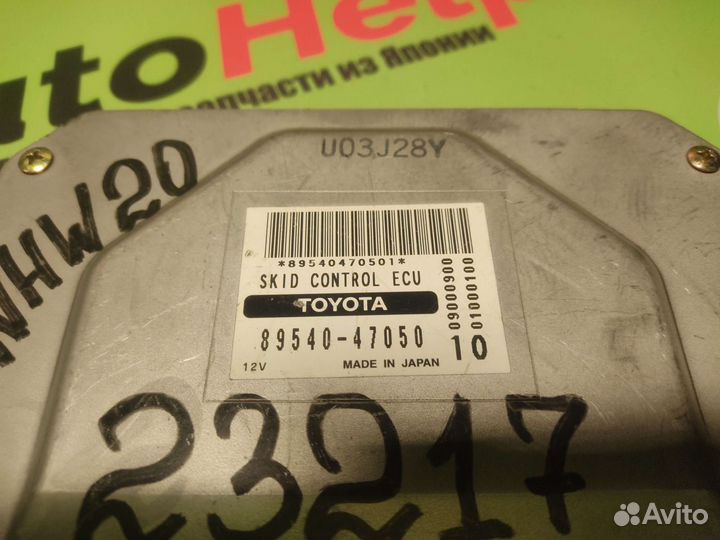 utoHelp
запчасти из Японии
U03J28Y
NHW20
*89540470501*
SKID CONTROL ECU
TOYOTA
89540-47050
12V MADE IN JAPAN
09000900
01000100
10
23217
Avito